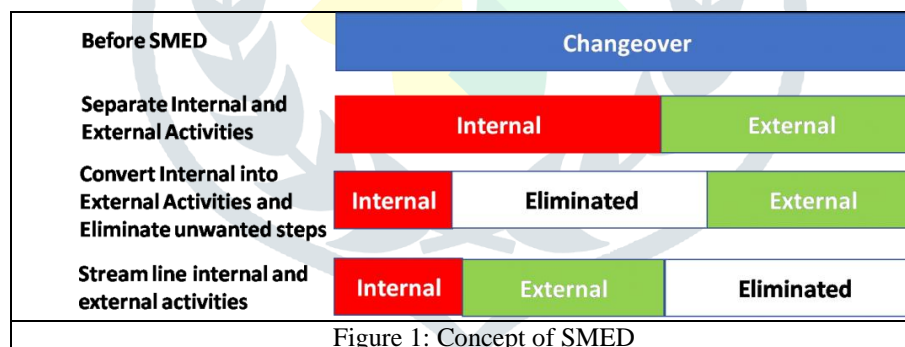 Before SMED
Changeover
Separate Internal and
External Activities
Internal
External
Convert Internal into
External Activities and
Eliminate unwanted steps
Internal
Eliminated
External
Stream line internal and
external activities
Internal
External
Eliminated
Figure 1: Concept of SMED